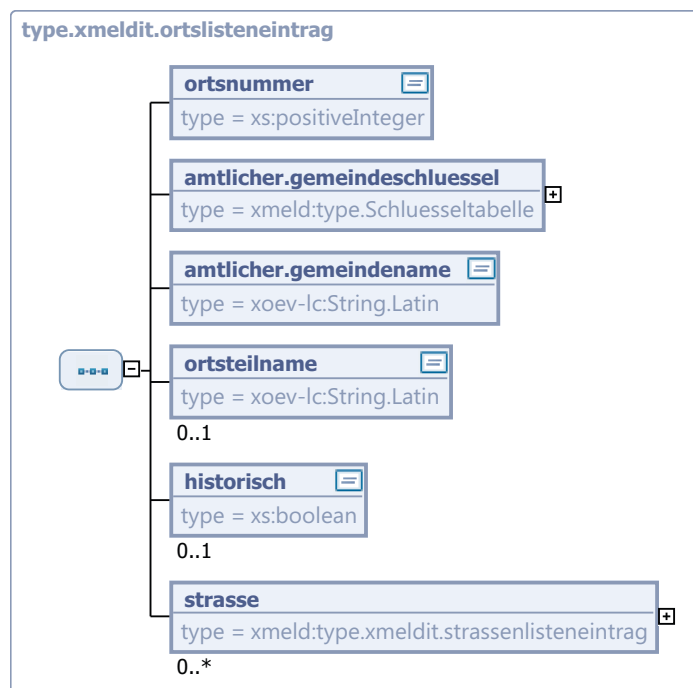 type.xmeldit.ortslisteneintrag
ortsnummer
type = xs:positiveInteger
amtlicher.gemeindeschluessel
type = xmeld:type.Schluesseltabelle
amtlicher.gemeindename
type = xoev-lc:String.Latin
ortsteilname
type = xoev-lc:String.Latin
0..1
historisch
type = xs:boolean
0..1
strasse
type = xmeld:type.xmeldit.strassenlisteneintrag
0..*